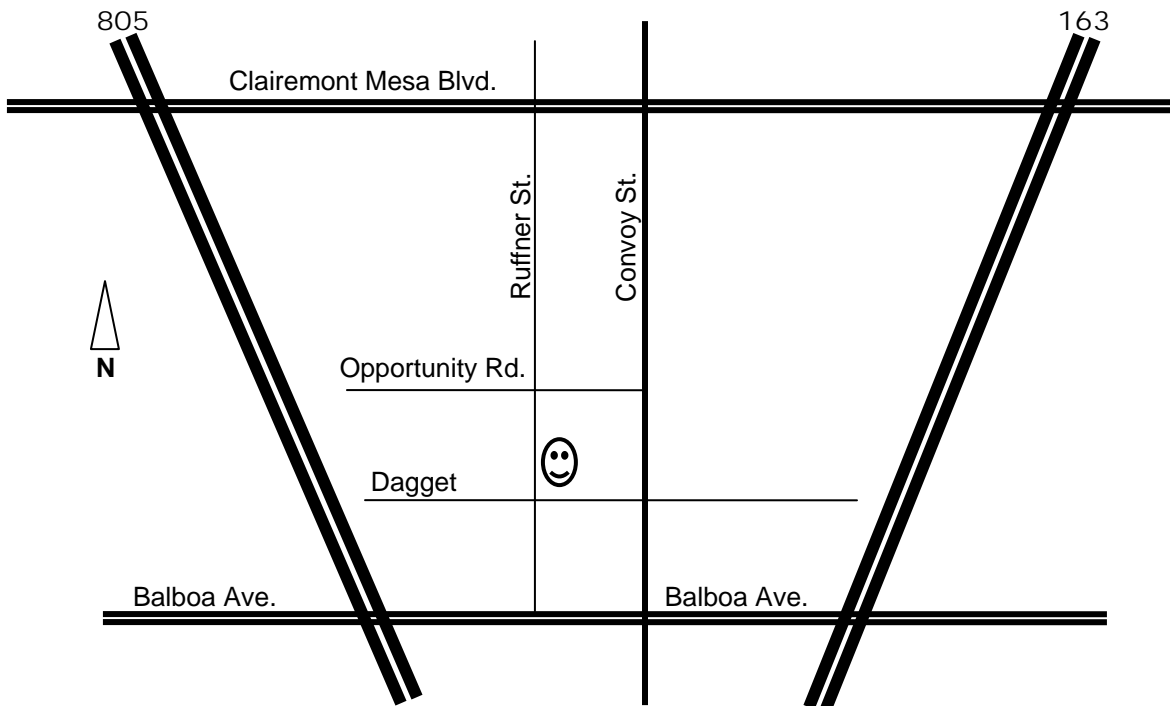 805
163
Clairemont Mesa Blvd.
Ruffner St.
Convoy St.
N
Opportunity Rd.
Dagget
Balboa Ave.
Balboa Ave.